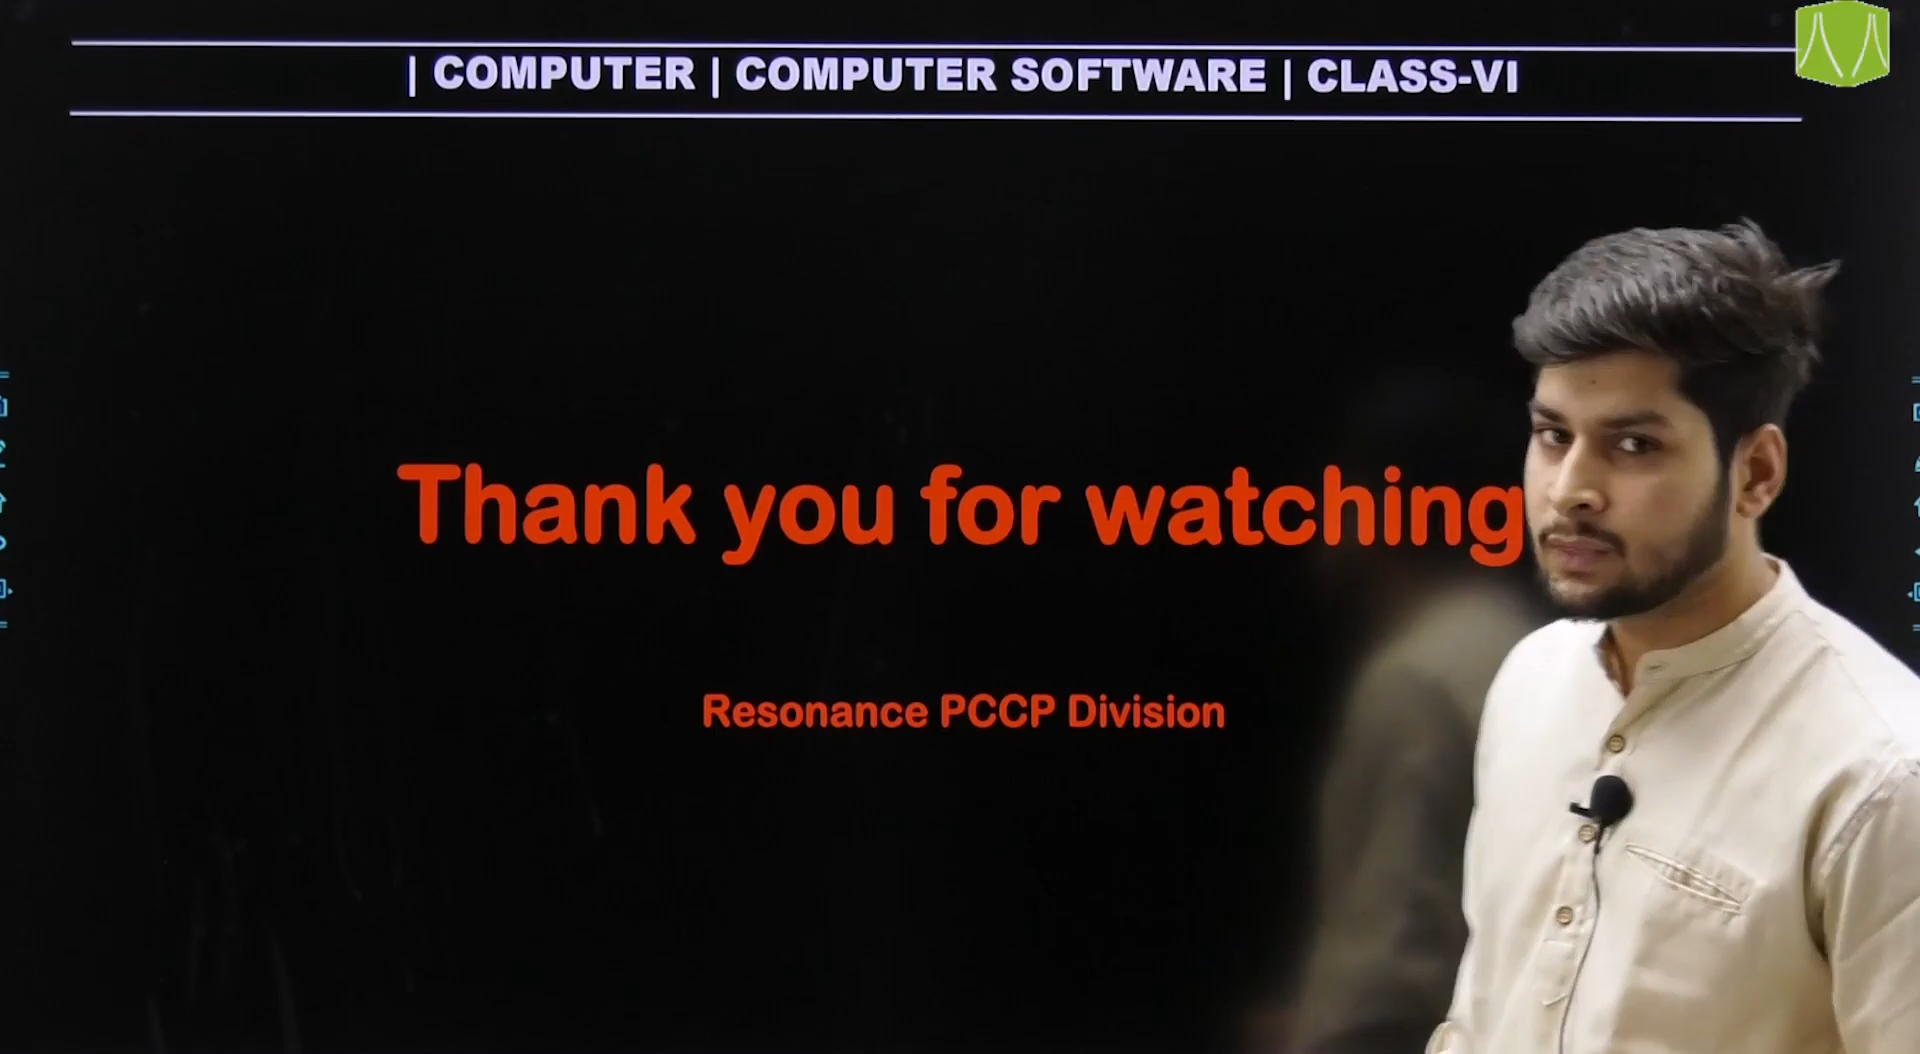 | COMPUTER | COMPUTER SOFTWARE | CLASS-VI
Thank you for watching
Resonance PCCP Division